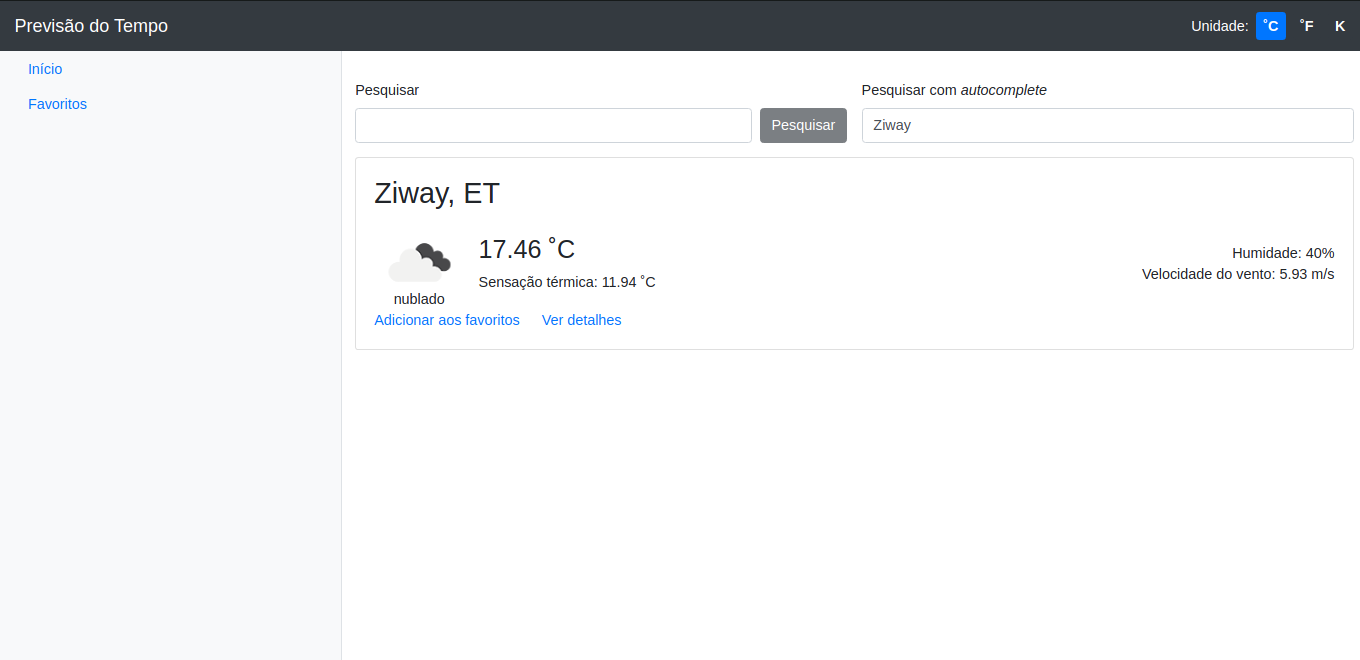 Previsão do Tempo
Unidade: ˚C ˚F K
Início
Favoritos
Pesquisar
Pesquisar
Pesquisar com autocomplete
Ziway
Ziway, ET
nublado
17.46 ˚C
Sensação térmica: 11.94 ˚C
Humidade: 40%
Velocidade do vento: 5.93 m/s
Adicionar aos favoritos
Ver detalhes